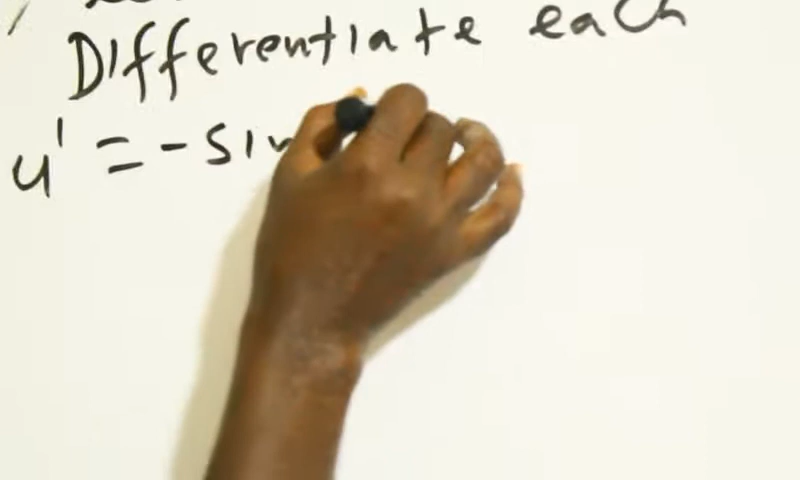 Differentiate each
u' = - sin